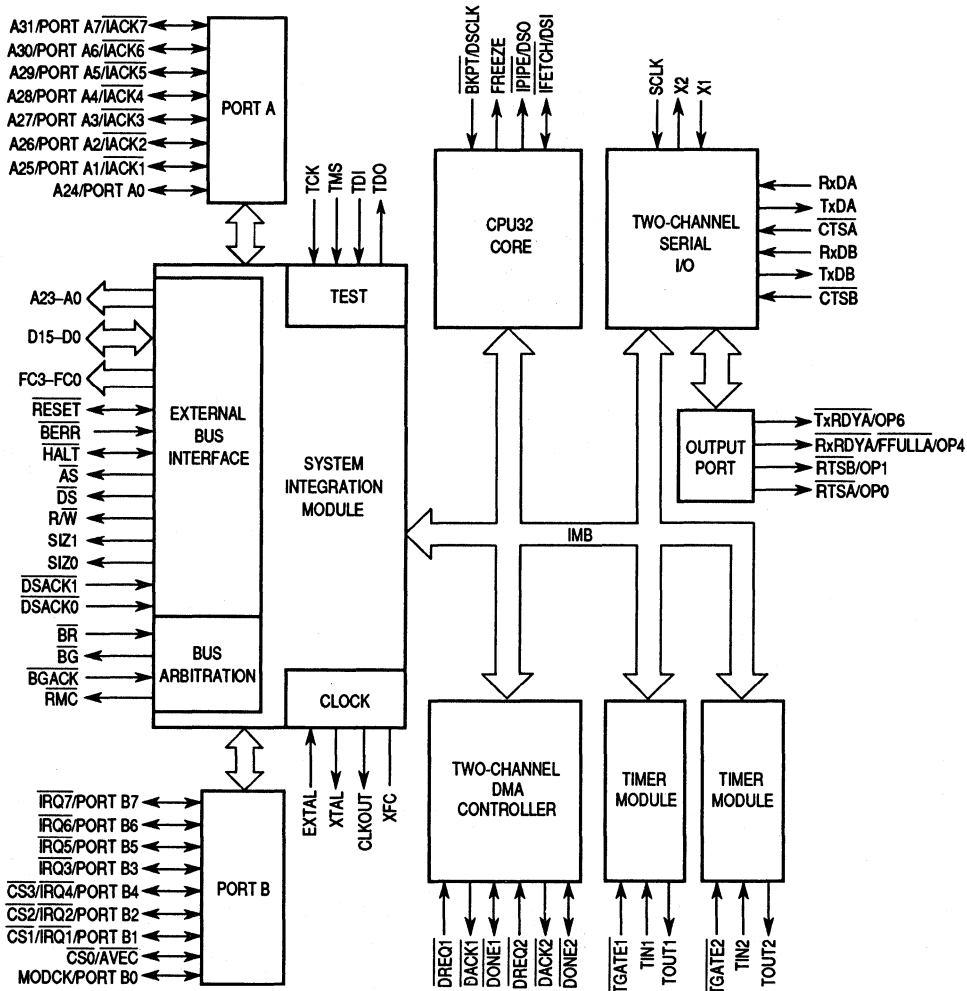 A31/PORT A7/IACK7
A30/PORT A6/IACK6
A29/PORT A5/IACK5
A28/PORT A4/IACK4
A27/PORT A3/IACK3
A26/PORT A2/IACK2
A25/PORT A1/IACK1
A24/PORT A0
PORT A
TCK
TMS
TDI
TDO
BKPT/DSCLK
FREEZE
IPIPE/DSO
IFETCH/DSI
SCLK
X2
X1
CPU32
CORE
TWO-CHANNEL
SERIAL
I/O
RxDA
TxDA
CTSA
RxDB
TxDB
CTSB
TEST
A23–A0
D15–D0
FC3–FC0
RESET
BERR
HALT
AS
DS
R/W
SIZ1
SIZ0
DSACK1
DSACK0
BR
BG
BGACK
RMC
EXTERNAL
BUS
INTERFACE
BUS
ARBITRATION
SYSTEM
INTEGRATION
MODULE
CLOCK
OUTPUT
PORT
TxRDYA/OP6
RxRDYA/FFULLA/OP4
RTSB/OP1
RTSA/OP0
IMB
EXTAL
XTAL
CLKOUT
XFC
IRQ7/PORT B7
IRQ6/PORT B6
IRQ5/PORT B5
IRQ3/PORT B3
CS3/IRQ4/PORT B4
CS2/IRQ2/PORT B2
CS1/IRQ1/PORT B1
CS0/AVEC
MODCK/PORT B0
PORT B
TWO-CHANNEL
DMA
CONTROLLER
TIMER
MODULE
TIMER
MODULE
DREQ1
DACK1
DONE1
DREQ2
DACK2
DONE2
TGATE1
TIN1
TOUT1
TGATE2
TIN2
TOUT2